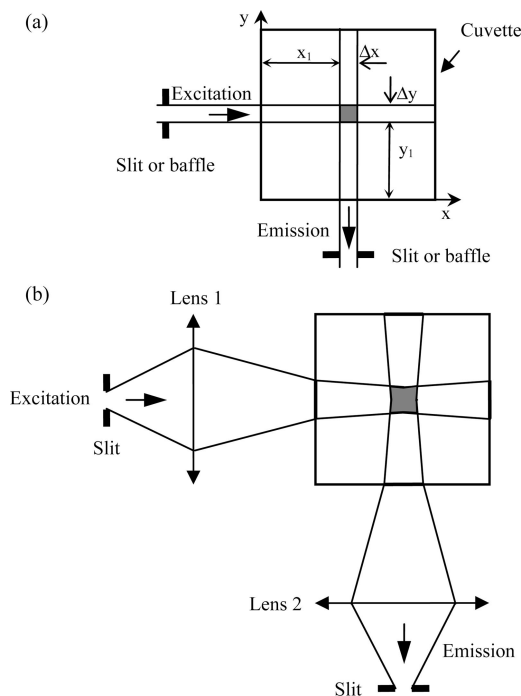 (a)
y
Cuvette
x₁
Δx
Excitation
Δy
Slit or baffle
y₁
x
Emission
Slit or baffle
(b)
Lens 1
Excitation
Slit
Lens 2
Emission
Slit